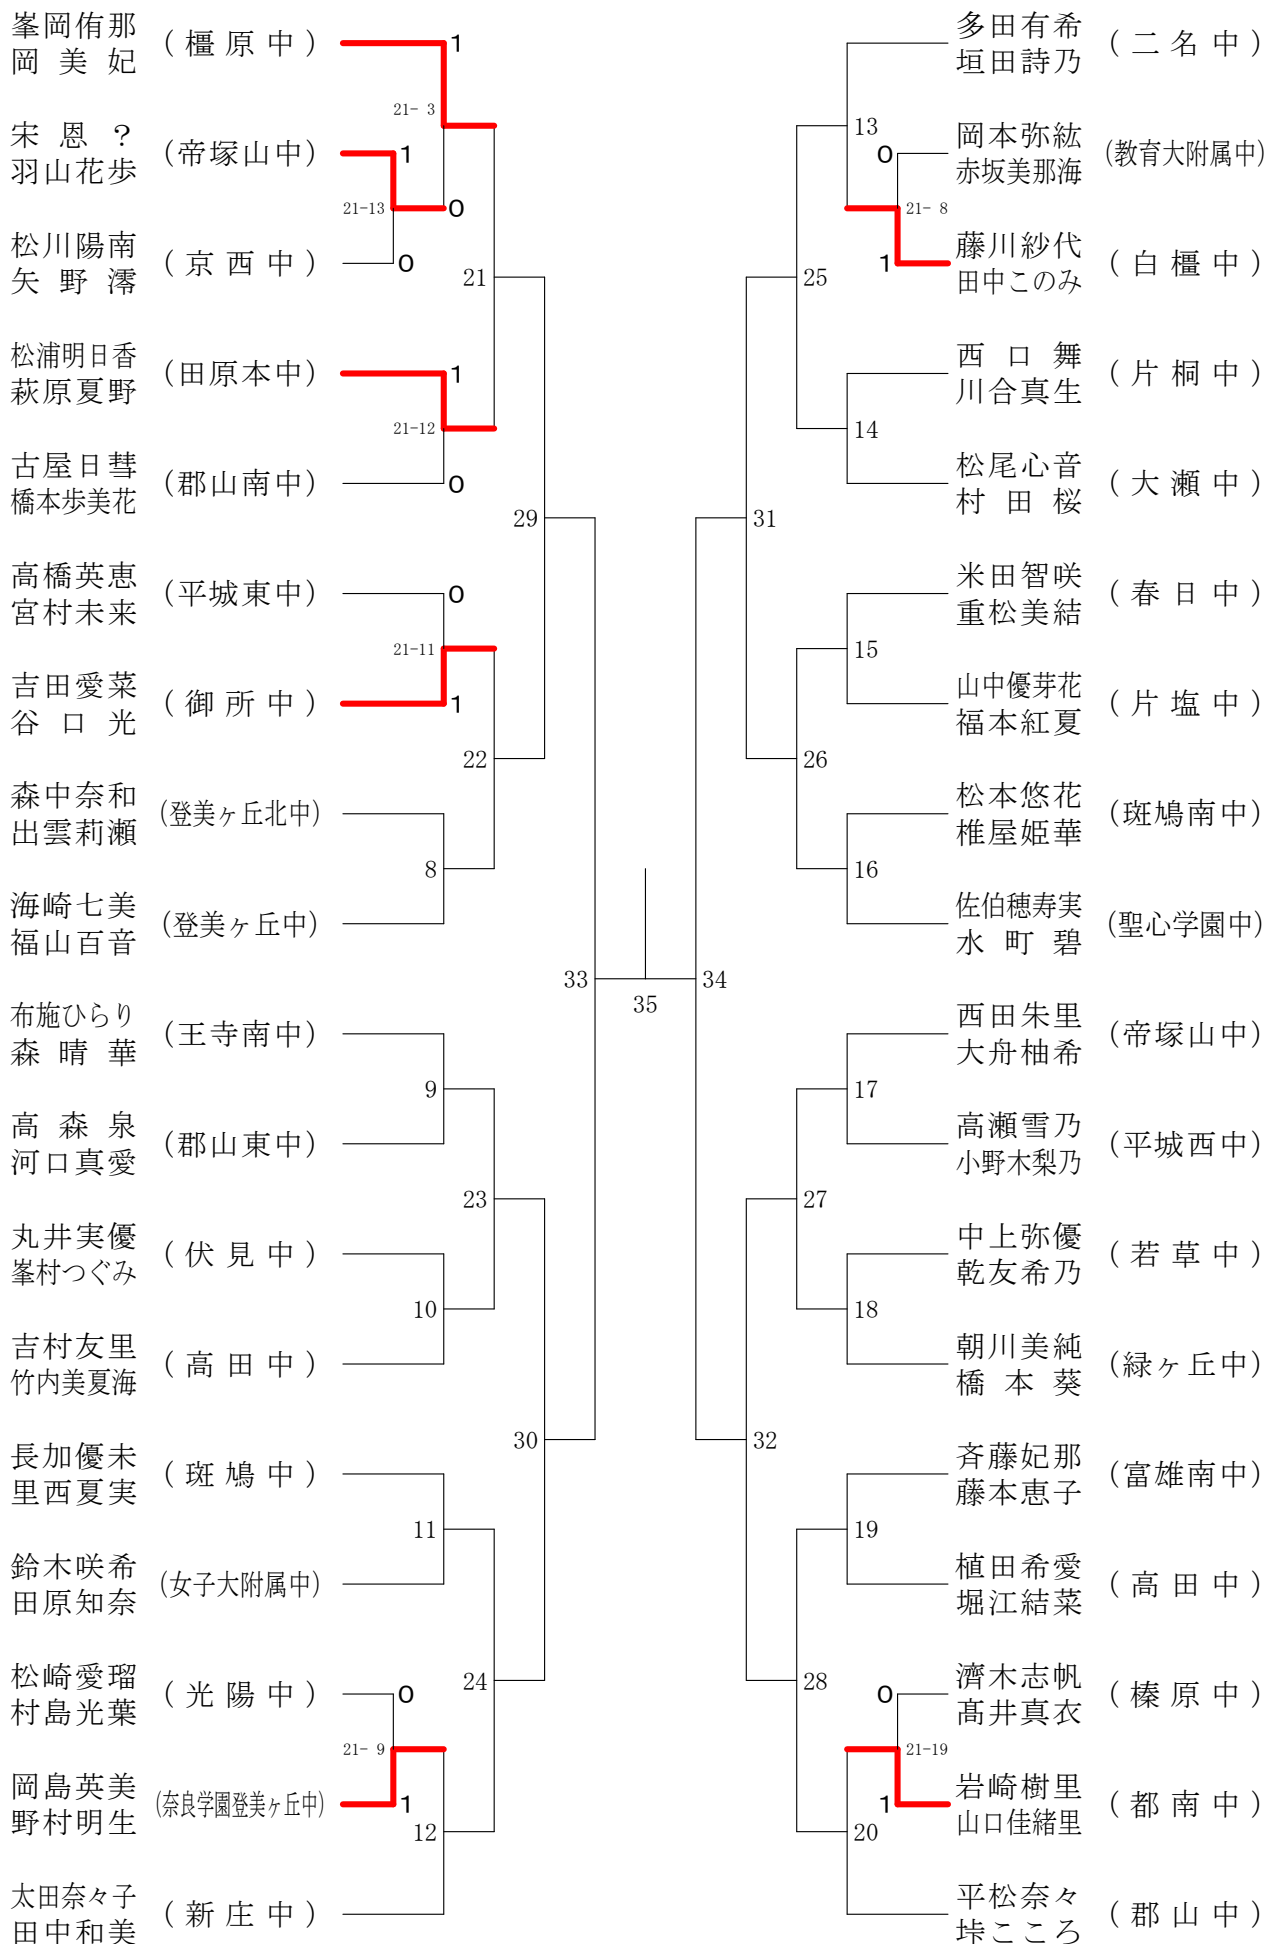 峯岡侑那
岡美妃
(橿原中)
1
21- 3
宋恩？
羽山花歩
(帝塚山中)
1
21-13
0
松川陽南
矢野澪
(京西中)
0
21
松浦明日香
萩原夏野
(田原本中)
1
21-12
古屋日彗
橋本歩美花
(郡山南中)
0
29
高橋英恵
宮村未来
(平城東中)
0
21-11
吉田愛菜
谷口光
(御所中)
1
22
森中奈和
出雲莉瀬
(登美ヶ丘北中)
8
海崎七美
福山百音
(登美ヶ丘中)
33
布施ひらり
森晴華
(王寺南中)
9
高森泉
河口真愛
(郡山東中)
23
丸井実優
峯村つぐみ
(伏見中)
10
吉村友里
竹内美夏海
(高田中)
30
長加優未
里西夏実
(斑鳩中)
11
鈴木咲希
田原知奈
(女子大附属中)
24
松崎愛瑠
村島光葉
(光陽中)
0
21- 9
岡島英美
野村明生
(奈良学園登美ヶ丘中)
1
12
太田奈々子
田中和美
(新庄中)
35
多田有希
垣田詩乃
(二名中)
13
岡本弥紘
赤坂美那海
(教育大附属中)
0
21- 8
藤川紗代
田中このみ
(白橿中)
1
25
西口舞
川合真生
(片桐中)
14
松尾心音
村田桜
(大瀬中)
31
米田智咲
重松美結
(春日中)
15
山中優芽花
福本紅夏
(片塩中)
26
松本悠花
椎屋姫華
(斑鳩南中)
16
佐伯穂寿実
水町碧
(聖心学園中)
34
西田朱里
大舟柚希
(帝塚山中)
17
高瀬雪乃
小野木梨乃
(平城西中)
27
中上弥優
乾友希乃
(若草中)
18
朝川美純
橋本葵
(緑ヶ丘中)
32
斉藤妃那
藤本恵子
(富雄南中)
19
植田希愛
堀江結菜
(高田中)
28
濟木志帆
髙井真衣
(榛原中)
0
21-19
岩崎樹里
山口佳緒里
(都南中)
1
20
平松奈々
垰こころ
(郡山中)